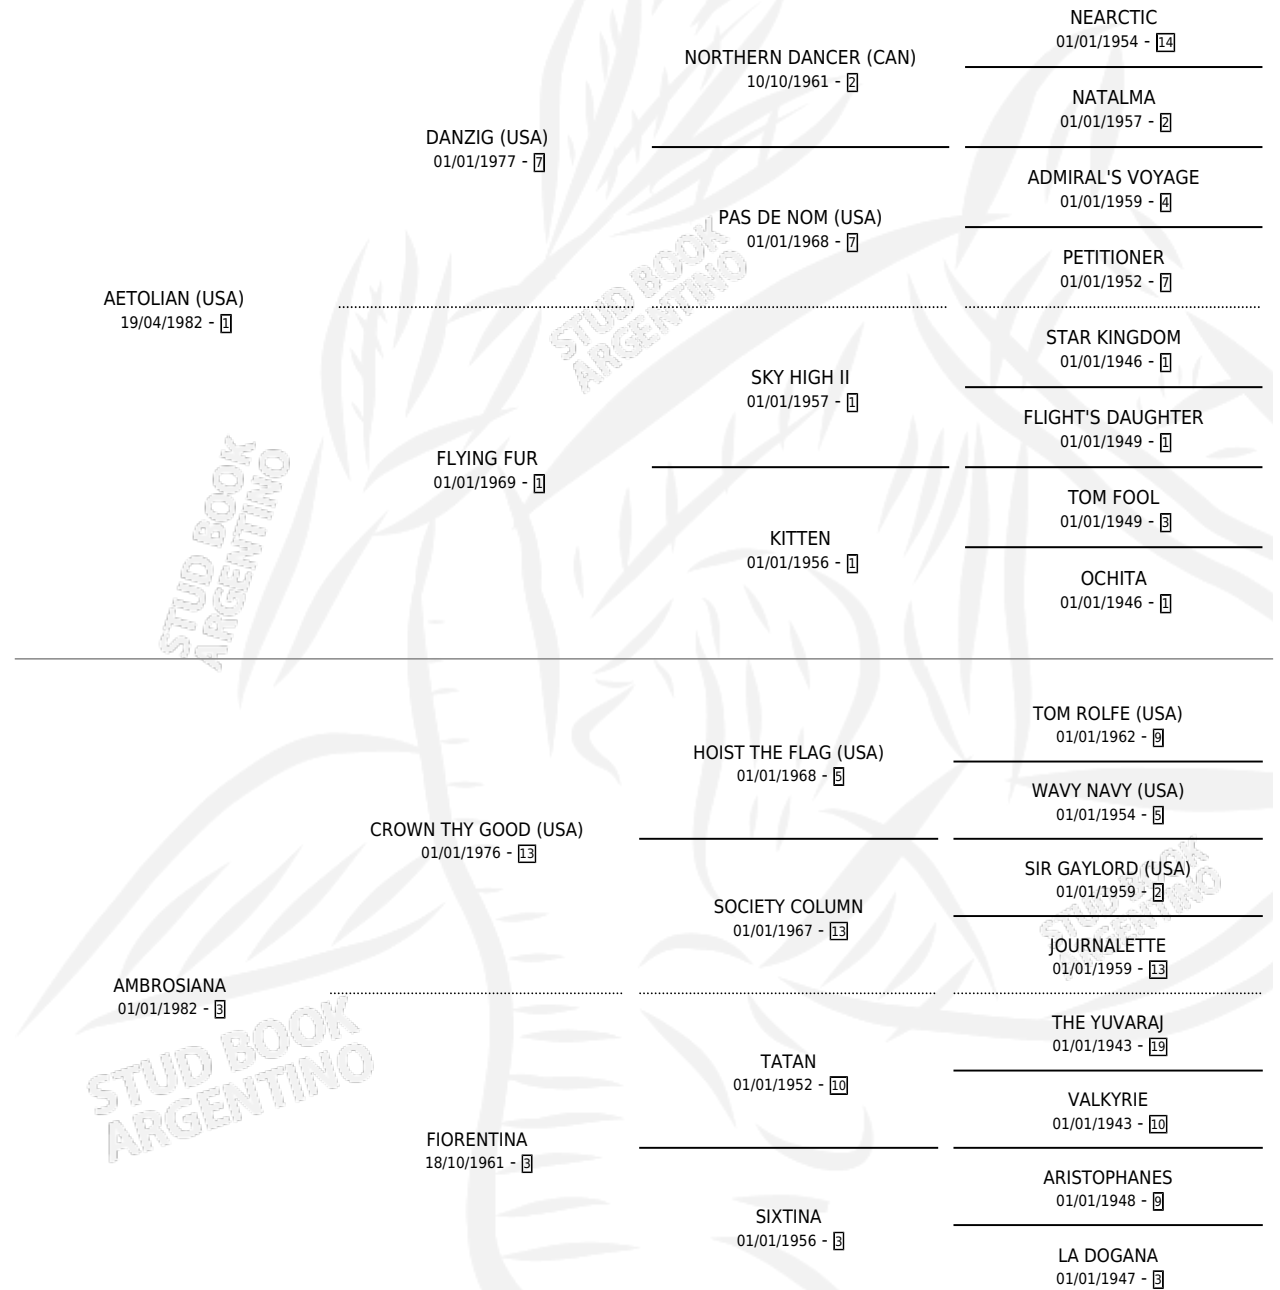 NEARCTIC
01/01/1954 - 14
NORTHERN DANCER (CAN)
10/10/1961 - 2
NATALMA
01/01/1957 - 2
DANZIG (USA)
01/01/1977 - 7
ADMIRAL'S VOYAGE
01/01/1959 - 4
PAS DE NOM (USA)
01/01/1968 - 7
PETITIONER
01/01/1952 - 7
AETOLIAN (USA)
19/04/1982 - 1
STAR KINGDOM
01/01/1946 - 1
SKY HIGH II
01/01/1957 - 1
FLIGHT'S DAUGHTER
01/01/1949 - 1
FLYING FUR
01/01/1969 - 1
TOM FOOL
01/01/1949 - 3
KITTEN
01/01/1956 - 1
OCHITA
01/01/1946 - 1
TOM ROLFE (USA)
01/01/1962 - 9
HOIST THE FLAG (USA)
01/01/1968 - 5
WAVY NAVY (USA)
01/01/1954 - 5
CROWN THY GOOD (USA)
01/01/1976 - 13
SIR GAYLORD (USA)
01/01/1959 - 2
SOCIETY COLUMN
01/01/1967 - 13
JOURNALETTE
01/01/1959 - 13
AMBROSIANA
01/01/1982 - 3
THE YUVARAJ
01/01/1943 - 19
TATAN
01/01/1952 - 10
VALKYRIE
01/01/1943 - 10
FIORENTINA
18/10/1961 - 3
ARISTOPHANES
01/01/1948 - 9
SIXTINA
01/01/1956 - 3
LA DOGANA
01/01/1947 - 3
STUD BOOK
ARGENTINO
STUD BOOK
ARGENTINO
STUD BOOK
ARGENTINO
STUD BOOK
ARGENTINO